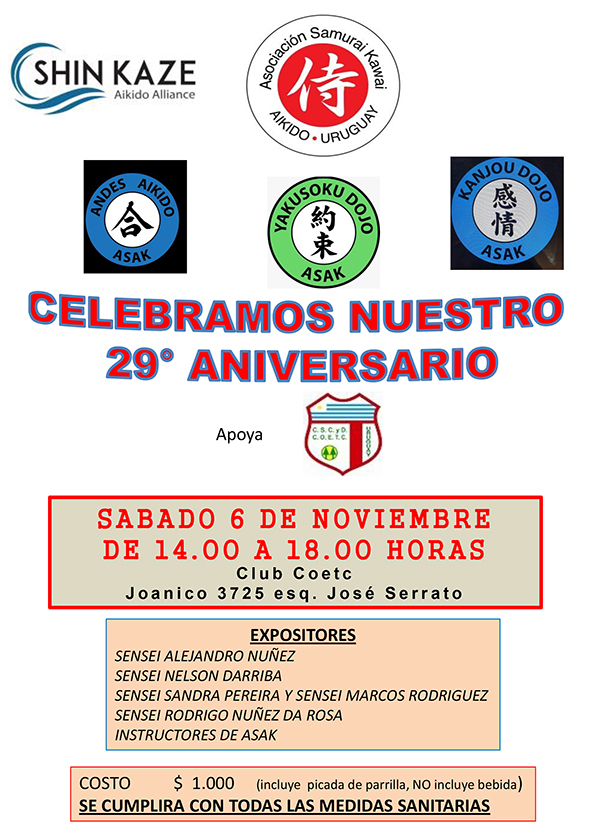 SHIN KAZE
Aikido Alliance
Asociación Samurai Kawai
侍
AIKIDO • URUGUAY
ANDES AIKIDO
合
ASAK
YAKUSOKU DOJO
約
束
ASAK
KANJOU DOJO
感
情
ASAK
CELEBRAMOS NUESTRO
29° ANIVERSARIO
Apoya
C. S. C. y D.
C.O.E.T.C.
URUGUAY
SABADO 6 DE NOVIEMBRE
DE 14.00 A 18.00 HORAS
Club Coetc
Joanico 3725 esq. José Serrato
EXPOSITORES
SENSEI ALEJANDRO NUÑEZ
SENSEI NELSON DARRIBA
SENSEI SANDRA PEREIRA Y SENSEI MARCOS RODRIGUEZ
SENSEI RODRIGO NUÑEZ DA ROSA
INSTRUCTORES DE ASAK
COSTO $ 1.000 (incluye picada de parrilla, NO incluye bebida)
SE CUMPLIRA CON TODAS LAS MEDIDAS SANITARIAS